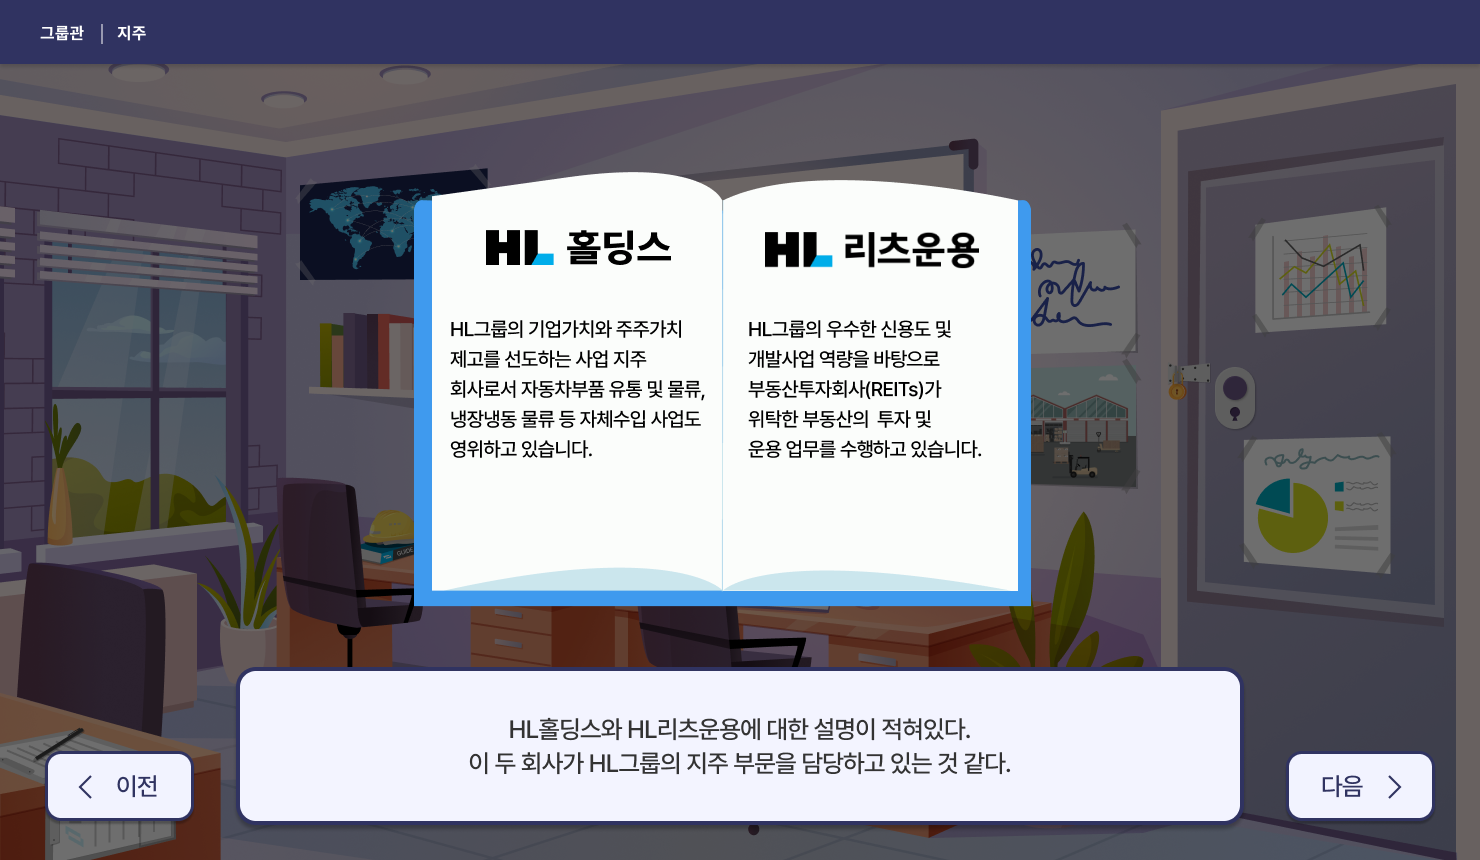 그룹관 | 지주
HL 홀딩스
HL그룹의 기업가치와 주주가치
제고를 선도하는 사업 지주
회사로서 자동차부품 유통 및 물류,
냉장냉동 물류 등 자체수입 사업도
영위하고 있습니다.
HL 리츠운용
HL그룹의 우수한 신용도 및
개발사업 역량을 바탕으로
부동산투자회사(REITs)가
위탁한 부동산의 투자 및
운용 업무를 수행하고 있습니다.
GUIDE
HL홀딩스와 HL리츠운용에 대한 설명이 적혀있다.
이 두 회사가 HL그룹의 지주 부문을 담당하고 있는 것 같다.
이전
다음